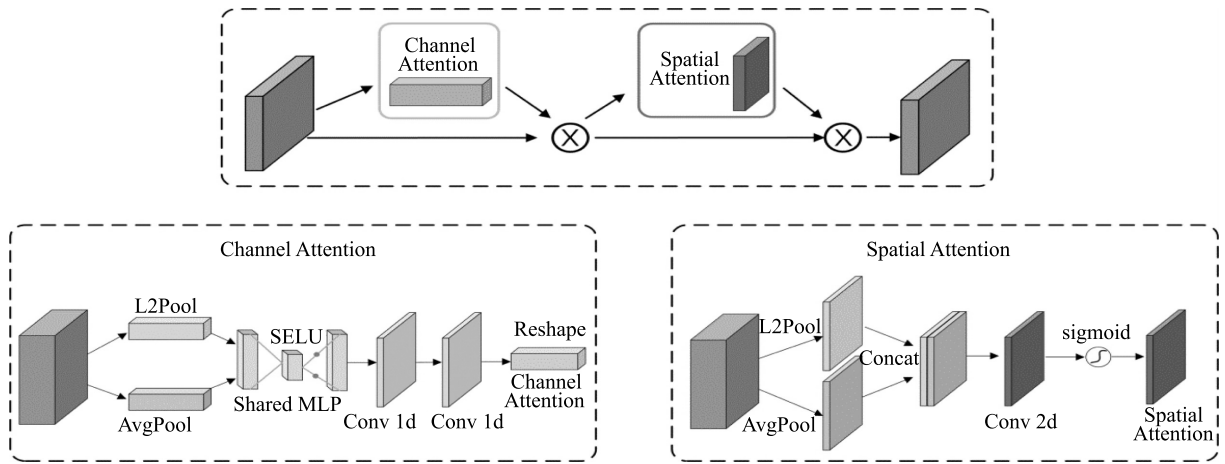 Channel
Attention
Spatial
Attention
X
X
Channel Attention
L2Pool
SELU
Shared MLP
AvgPool
Conv 1d
Conv 1d
Reshape
Channel
Attention
Spatial Attention
L2Pool
Concat
AvgPool
Conv 2d
sigmoid
Spatial
Attention